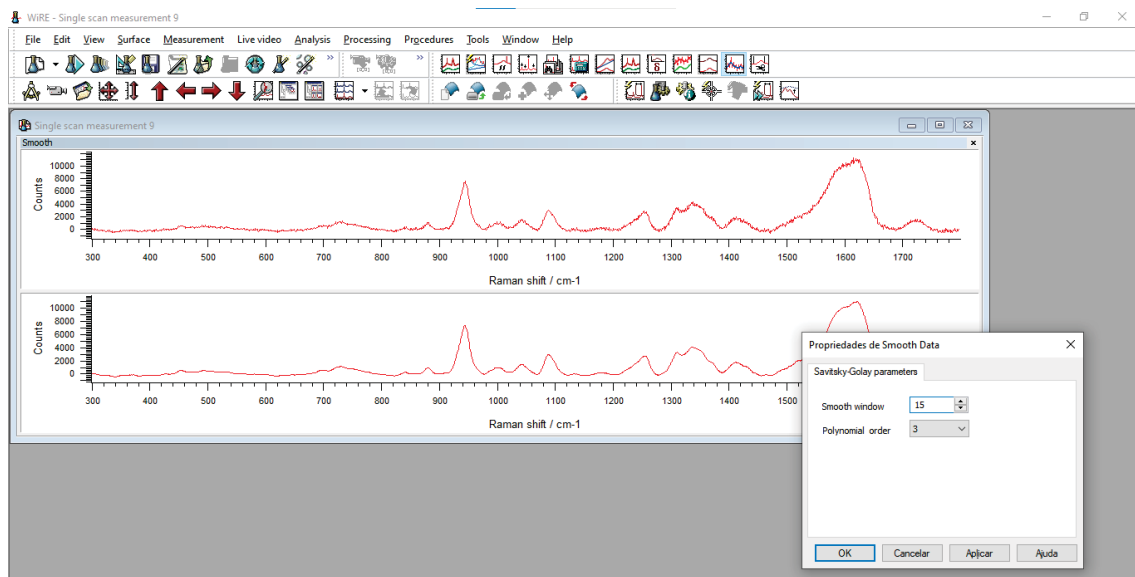 WiRE - Single scan measurement 9
File Edit View Surface Measurement Live video Analysis Processing Procedures Tools Window Help
Single scan measurement 9
Smooth
Counts
10000
8000
6000
4000
2000
0
300 400 500 600 700 800 900 1000 1100 1200 1300 1400 1500 1600 1700
Raman shift / cm-1
Counts
10000
8000
6000
4000
2000
0
300 400 500 600 700 800 900 1000 1100 1200 1300 1400 1500
Raman shift / cm-1
Propriedades de Smooth Data
Savitsky-Golay parameters
Smooth window 15
Polynomial order 3
OK Cancelar Aplicar Ajuda